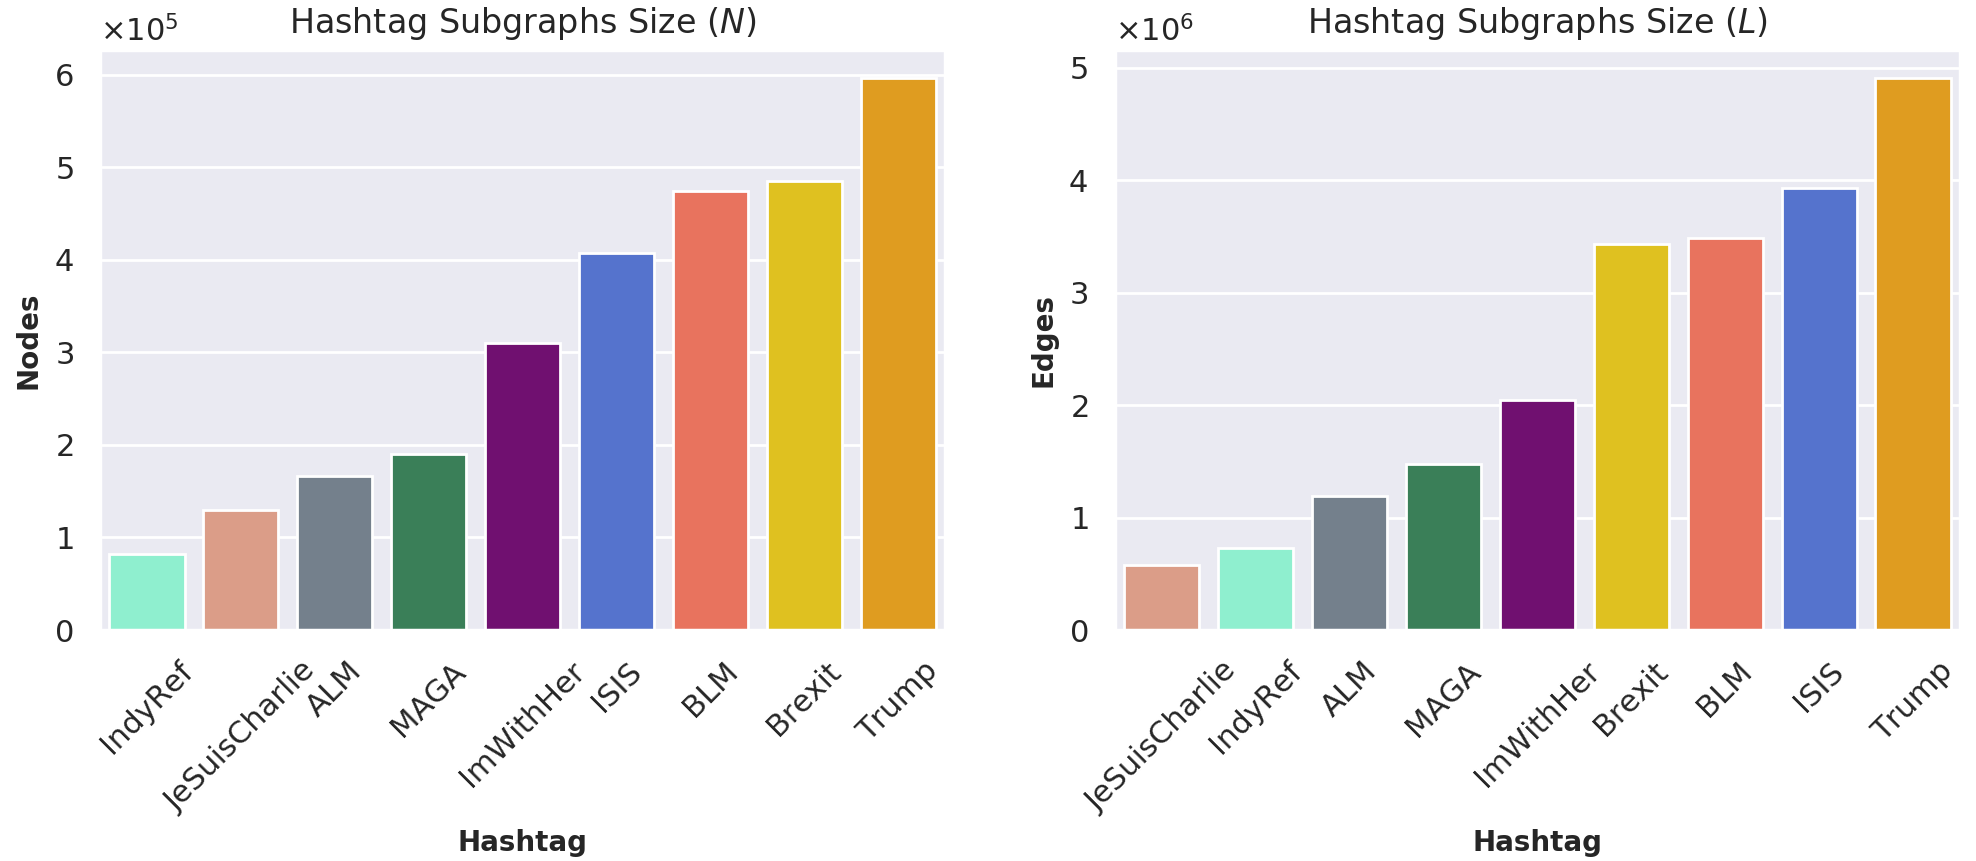 Hashtag Subgraphs Size (N)
×10⁵
6
5
4
3
2
1
0
Nodes
IndyRef
JeSuisCharlie
ALM
MAGA
ImWithHer
ISIS
BLM
Brexit
Trump
Hashtag
Hashtag Subgraphs Size (L)
×10⁶
5
4
3
2
1
0
Edges
JeSuisCharlie
IndyRef
ALM
MAGA
ImWithHer
Brexit
BLM
ISIS
Trump
Hashtag